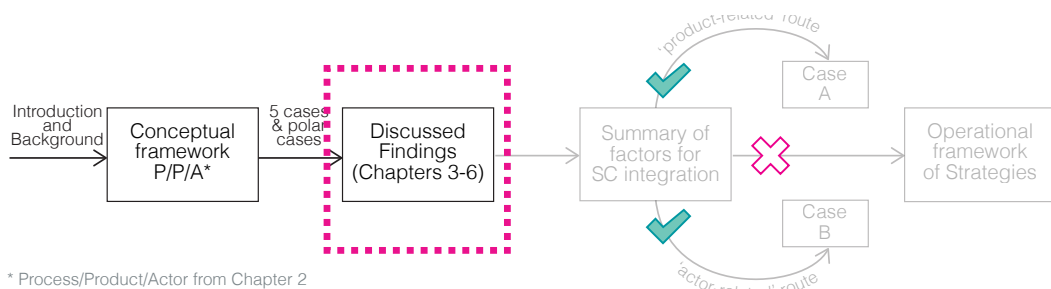 'product-related' route
Introduction
and
Background
Conceptual
framework
P/P/A*
5 cases
& polar
cases
Discussed
Findings
(Chapters 3-6)
Summary of
factors for
SC integration
Case
A
Case
B
Operational
framework
of Strategies
'actor-related' route
* Process/Product/Actor from Chapter 2